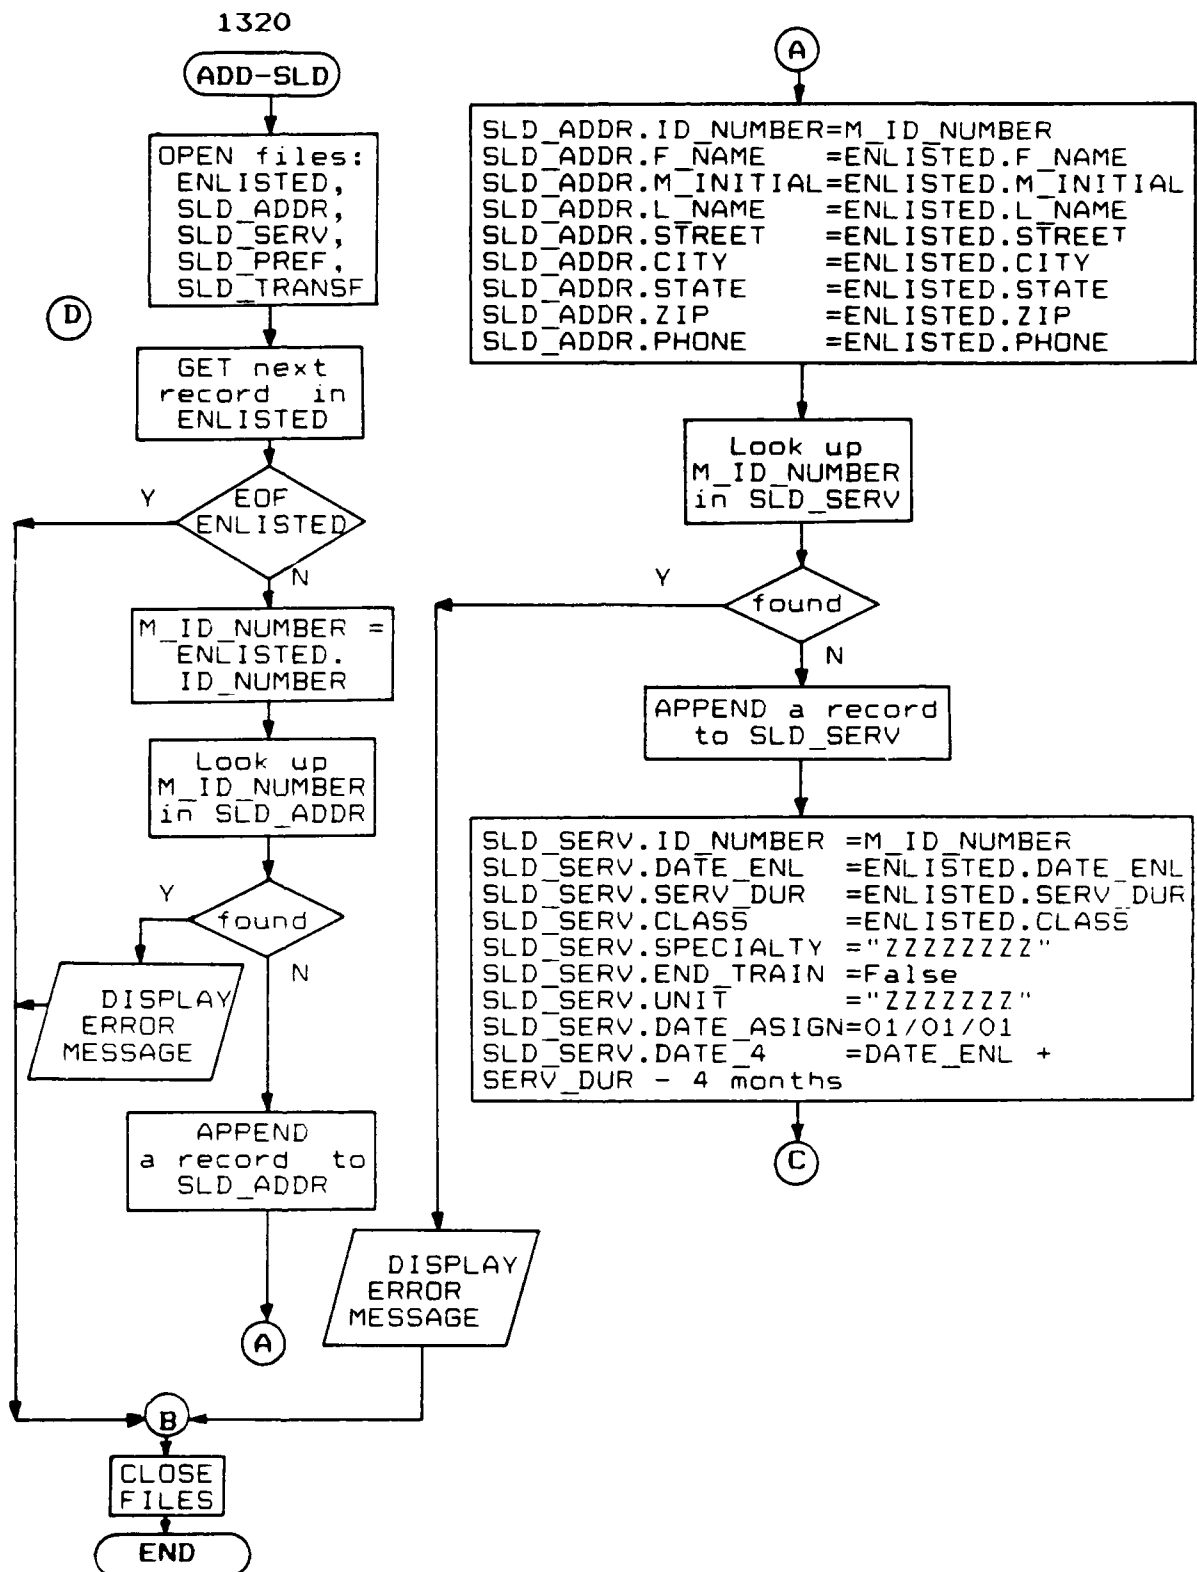 1320
ADD-SLD
OPEN files:
ENLISTED,
SLD_ADDR,
SLD_SERV,
SLD_PREF,
SLD_TRANSF
D
GET next
record in
ENLISTED
EOF
ENLISTED
Y
N
M_ID_NUMBER =
ENLISTED.
ID_NUMBER
Look up
M_ID_NUMBER
in SLD_ADDR
found
Y
N
DISPLAY
ERROR
MESSAGE
APPEND
a record to
SLD_ADDR
A
B
CLOSE
FILES
END
A
SLD_ADDR.ID_NUMBER=M_ID_NUMBER
SLD_ADDR.F_NAME =ENLISTED.F_NAME
SLD_ADDR.M_INITIAL=ENLISTED.M_INITIAL
SLD_ADDR.L_NAME =ENLISTED.L_NAME
SLD_ADDR.STREET =ENLISTED.STREET
SLD_ADDR.CITY =ENLISTED.CITY
SLD_ADDR.STATE =ENLISTED.STATE
SLD_ADDR.ZIP =ENLISTED.ZIP
SLD_ADDR.PHONE =ENLISTED.PHONE
Look up
M_ID_NUMBER
in SLD_SERV
Y
found
N
APPEND a record
to SLD_SERV
SLD_SERV.ID_NUMBER =M_ID_NUMBER
SLD_SERV.DATE_ENL =ENLISTED.DATE_ENL
SLD_SERV.SERV_DUR =ENLISTED.SERV_DUR
SLD_SERV.CLASS =ENLISTED.CLASS
SLD_SERV.SPECIALTY ="ZZZZZZZZ"
SLD_SERV.END_TRAIN =False
SLD_SERV.UNIT ="ZZZZZZZ"
SLD_SERV.DATE_ASIGN=01/01/01
SLD_SERV.DATE_4 =DATE_ENL +
SERV_DUR - 4 months
C
DISPLAY
ERROR
MESSAGE